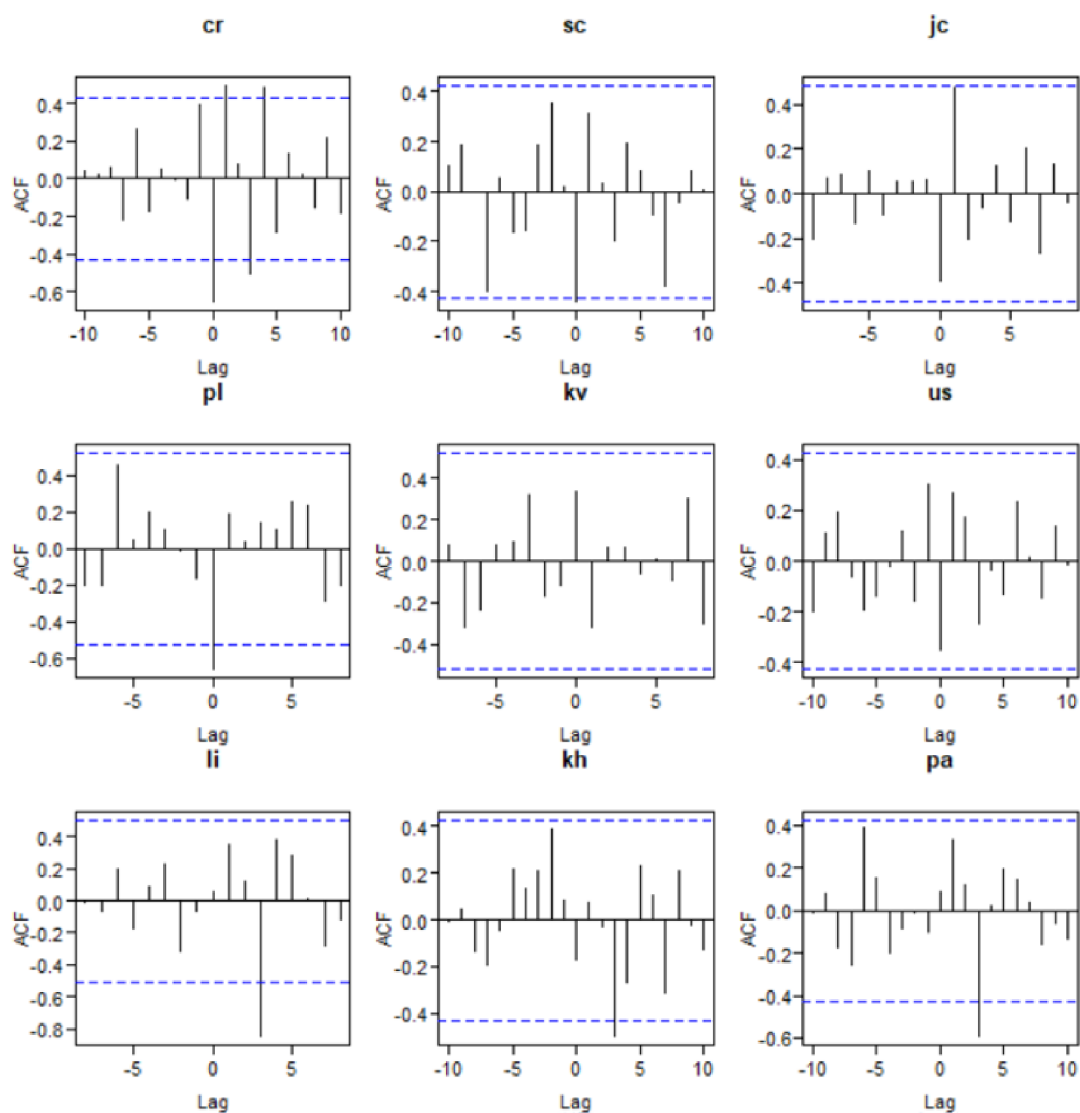 cr sc jc
ACF 0.4 0.2 0.0 -0.2 -0.4 -0.6
ACF 0.4 0.2 0.0 -0.2 -0.4
ACF 0.4 0.2 0.0 -0.2 -0.4
-10 -5 0 5 10 -10 -5 0 5 10 -5 0 5
Lag Lag Lag
pl kv us
ACF 0.4 0.2 0.0 -0.2 -0.4 -0.6
ACF 0.4 0.2 0.0 -0.2 -0.4
ACF 0.4 0.2 0.0 -0.2 -0.4
-5 0 5 -5 0 5 -10 -5 0 5 10
Lag Lag Lag
li kh pa
ACF 0.4 0.2 0.0 -0.2 -0.4 -0.6 -0.8
ACF 0.4 0.2 0.0 -0.2 -0.4
ACF 0.4 0.2 0.0 -0.2 -0.4 -0.6
-5 0 5 -10 -5 0 5 10 -10 -5 0 5 10
Lag Lag Lag